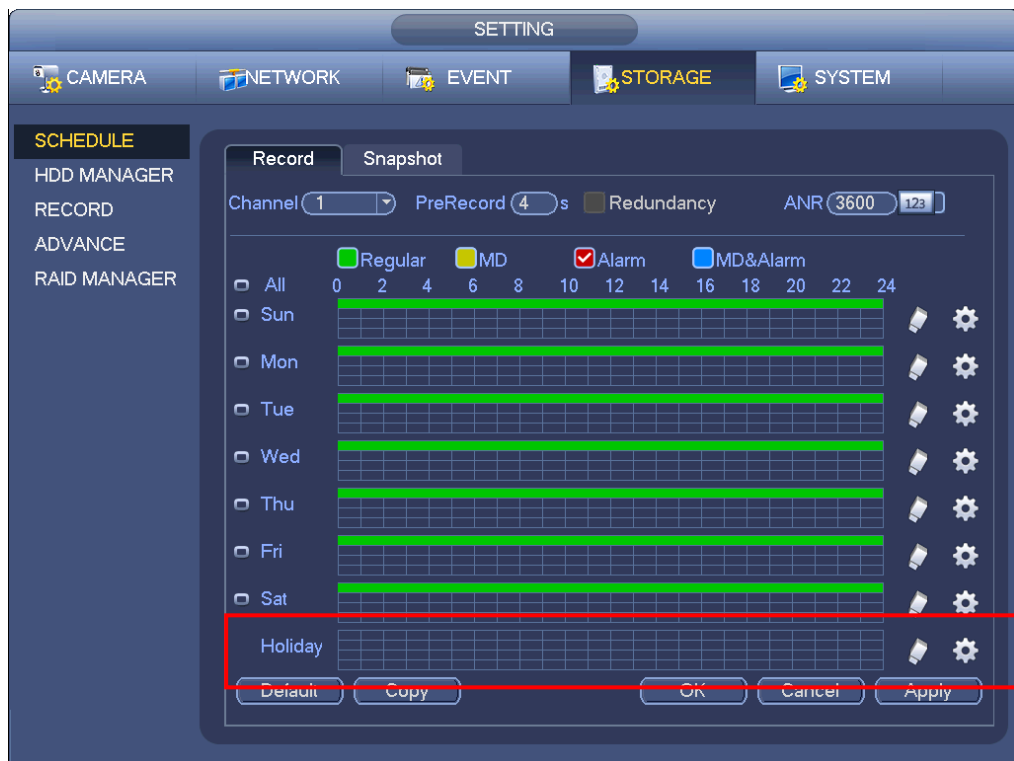 SETTING
CAMERA NETWORK EVENT STORAGE SYSTEM
SCHEDULE
HDD MANAGER
RECORD
ADVANCE
RAID MANAGER
Record Snapshot
Channel 1 PreRecord 4 s Redundancy ANR 3600 123
Regular MD Alarm MD&Alarm
All 0 2 4 6 8 10 12 14 16 18 20 22 24
Sun
Mon
Tue
Wed
Thu
Fri
Sat
Holiday
Default Copy OK Cancel Apply